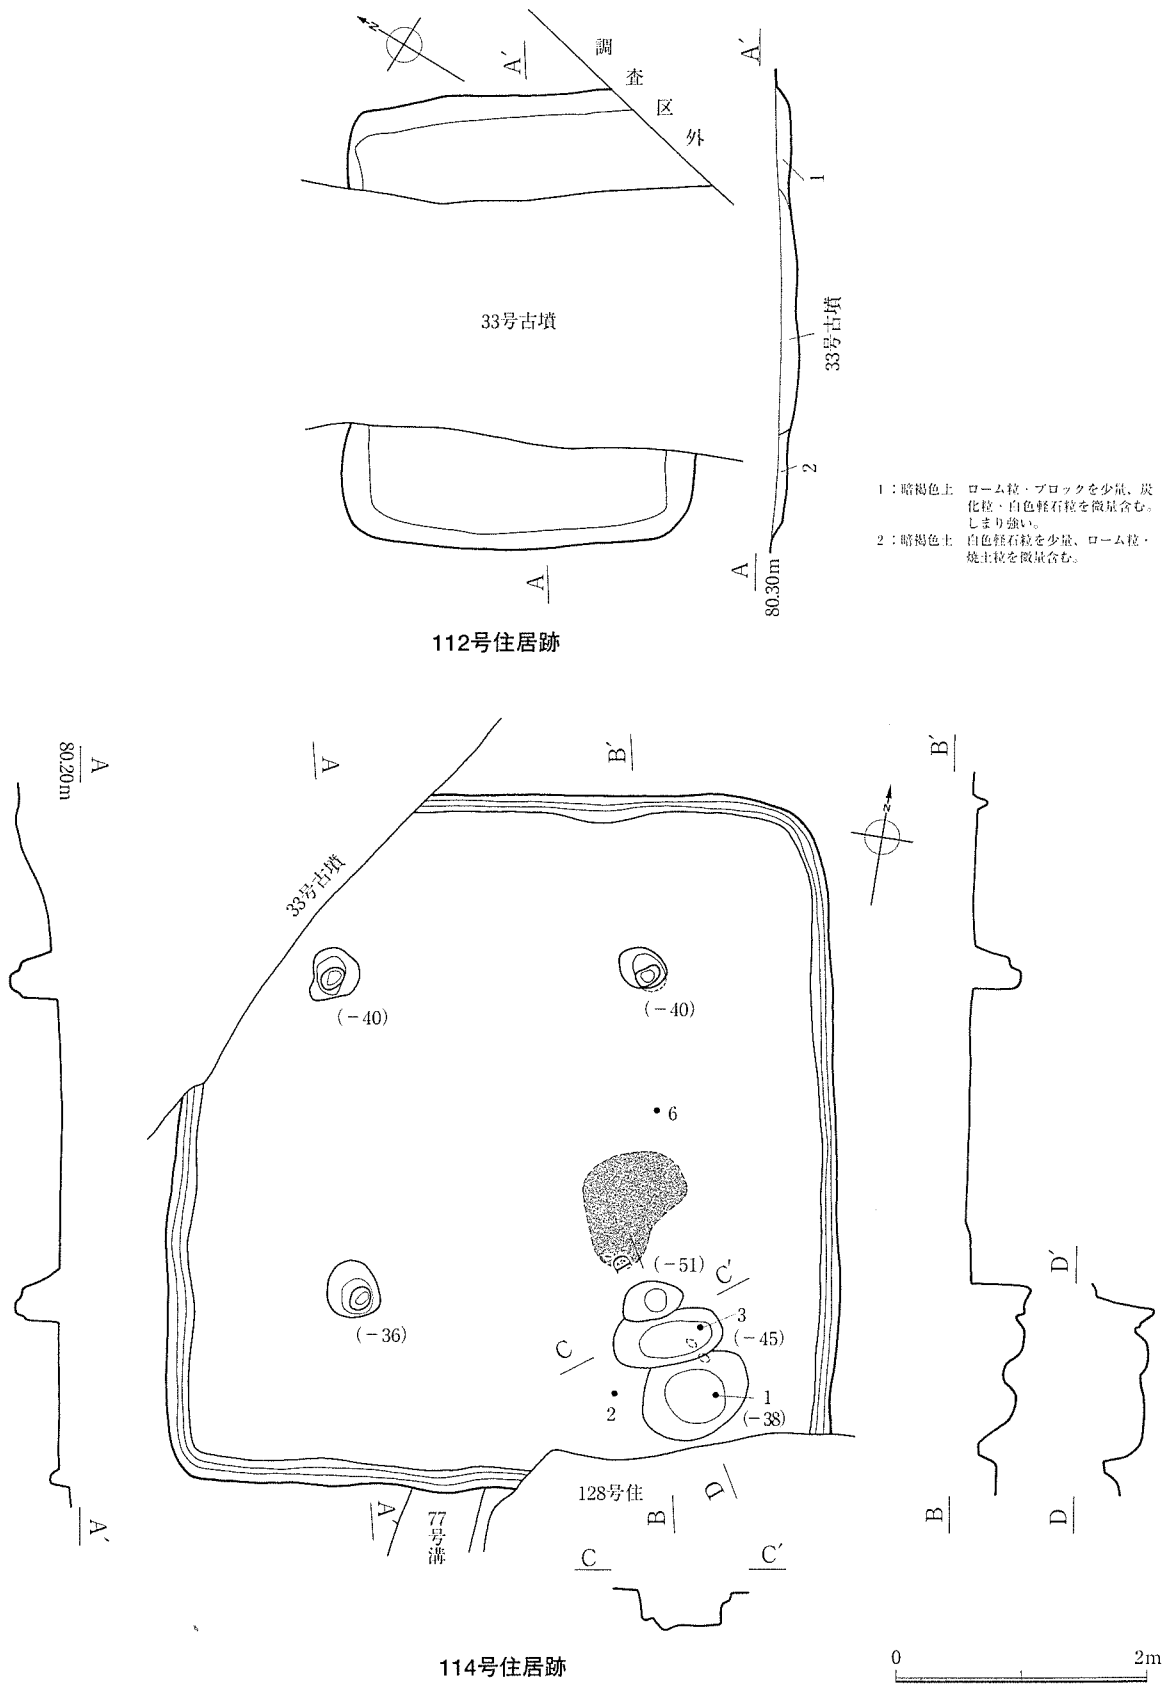 N
A′
A′
調査区外
1
33号古墳
33号古墳
2
1：暗褐色土 ローム粒・ブロックを少量、炭
化粒・白色軽石粒を微量含む。
しまり強い。
2：暗褐色土 白色軽石粒を少量、ローム粒・
焼土粒を微量含む。
A
A
80.30m
112号住居跡
A
80.20m
A
B′
B′
N
33号古墳
(−40)
(−40)
6
D′
(−51)
C′
D′
3
(−45)
(−36)
C
1
2
(−38)
128号住
D
B
A′
A′
77号溝
B
D
C
C′
114号住居跡
0
2m